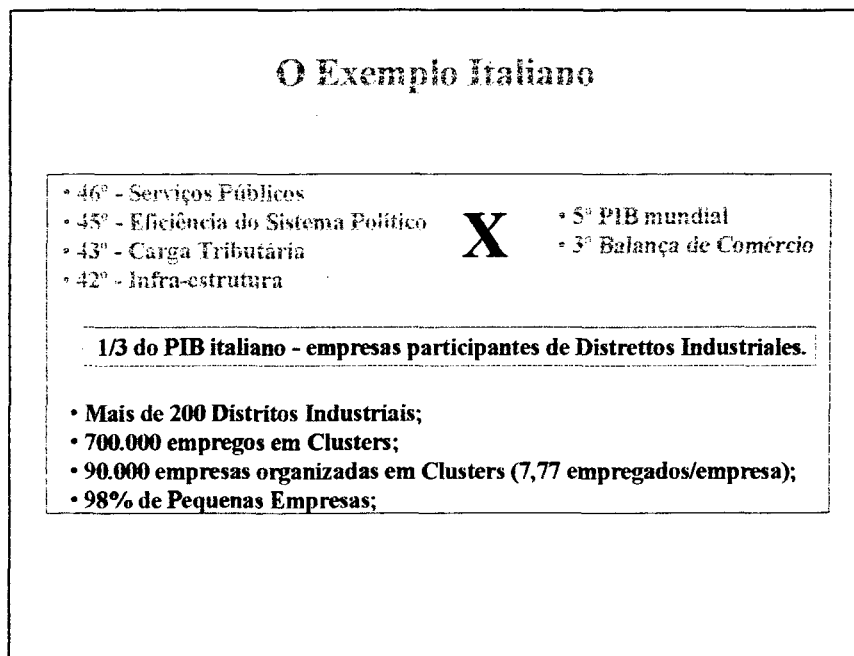 O Exemplo Italiano
• 46º - Serviços Públicos
• 45º - Eficiência do Sistema Político
• 43º - Carga Tributária
• 42º - Infra-estrutura
X
• 5º PIB mundial
• 3º Balança de Comércio
1/3 do PIB italiano - empresas participantes de Distrettos Industriales.
• Mais de 200 Distritos Industriais;
• 700.000 empregos em Clusters;
• 90.000 empresas organizadas em Clusters (7,77 empregados/empresa);
• 98% de Pequenas Empresas;